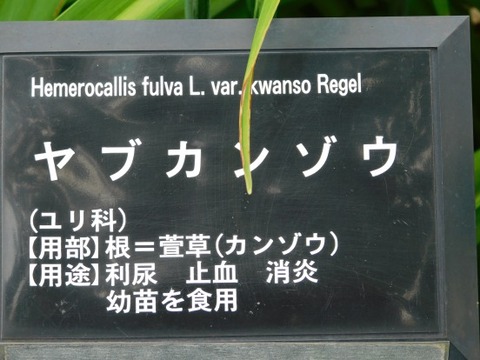 Hemerocallis fulva L. var. kwanso Regel
ヤブカンゾウ
(ユリ科)
【用部】根＝萱草(カンゾウ)
【用途】利尿　止血　消炎
幼苗を食用